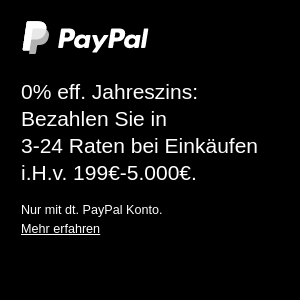 PayPal
0% eff. Jahreszins:
Bezahlen Sie in
3-24 Raten bei Einkäufen
i.H.v. 199€-5.000€.
Nur mit dt. PayPal Konto.
Mehr erfahren